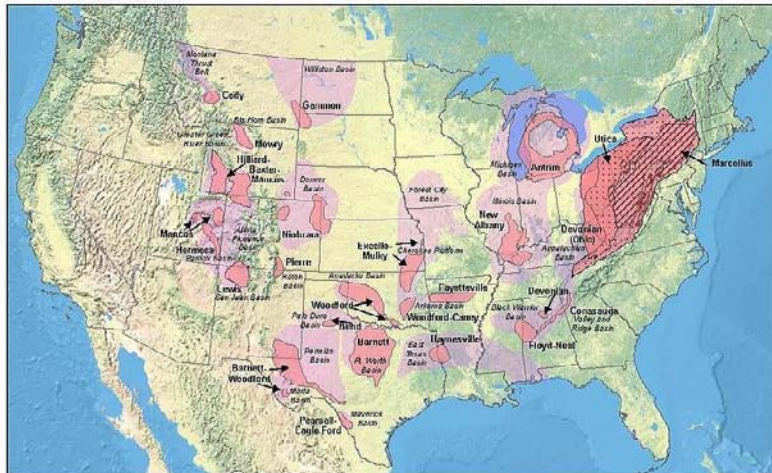 Montana
Thrust
Belt
Cody
Williston Basin
Gammon
Big Horn Basin
Mowry
Greater Green
River Basin
Hilliard-
Baxter-
Mancos
Denver
Basin
Mancos
Niobrara
Hermosa
Paradox Basin
Pierre
Lewis
San Juan Basin
Raton
Basin
Anadarko Basin
Woodford
Palo Duro
Basin
Bend
Barnett
Permian
Basin
Ft. Worth
Basin
Barnett-
Woodford
Marfa
Basin
Pearsall-
Eagle Ford
Maverick
Basin
Forest City
Basin
Excello-
Mulky
Cherokee Platform
Fayetteville
Arkoma Basin
Woodford-Caney
East
Texas
Basin
Haynesville
Michigan
Basin
Antrim
Illinois Basin
New
Albany
Utica
Marcellus
Devonian
(Ohio)
Appalachian
Basin
Devonian
Black Warrior
Basin
Conasauga
Valley and
Ridge Basin
Floyd-Neal